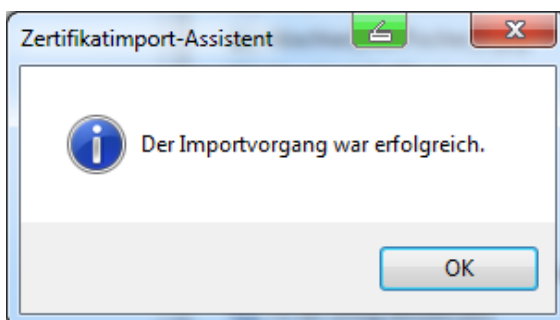 Zertifikatimport-Assistent
Der Importvorgang war erfolgreich.
OK